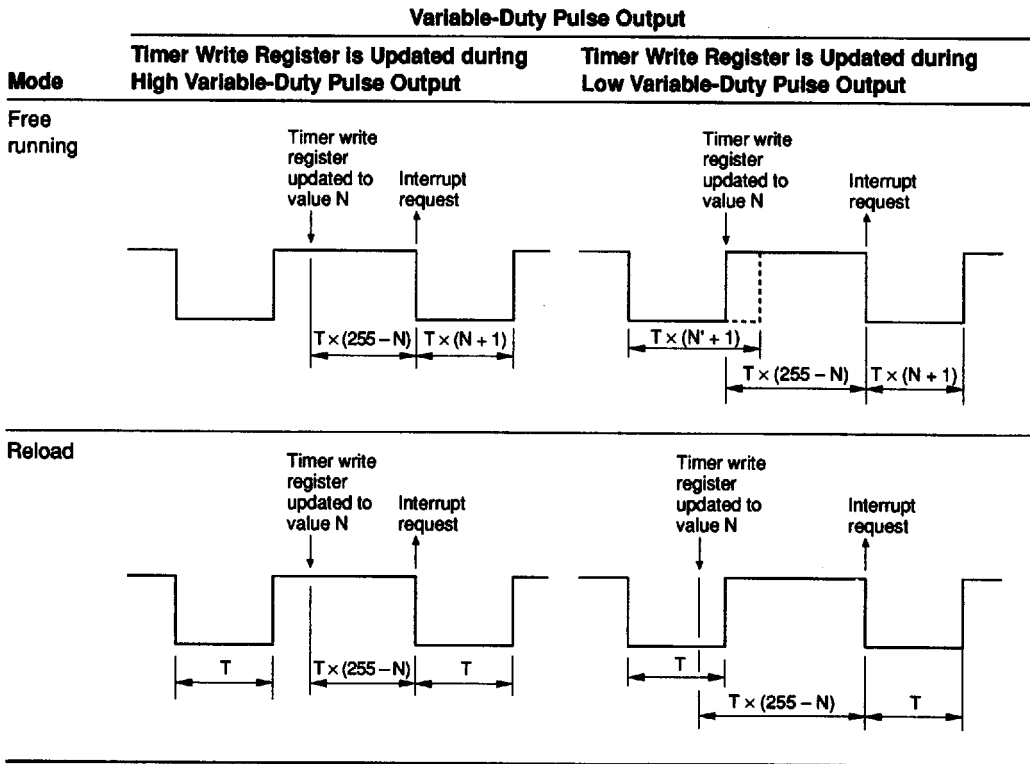 Variable-Duty Pulse Output
Timer Write Register is Updated during
High Variable-Duty Pulse Output
Timer Write Register is Updated during
Low Variable-Duty Pulse Output
Mode
Free
running
Timer write
register
updated to
value N
Interrupt
request
T × (255 – N)
T × (N + 1)
Timer write
register
updated to
value N
Interrupt
request
T × (N' + 1)
T × (255 – N)
T × (N + 1)
Reload
Timer write
register
updated to
value N
Interrupt
request
T
T × (255 – N)
T
Timer write
register
updated to
value N
Interrupt
request
T
T × (255 – N)
T